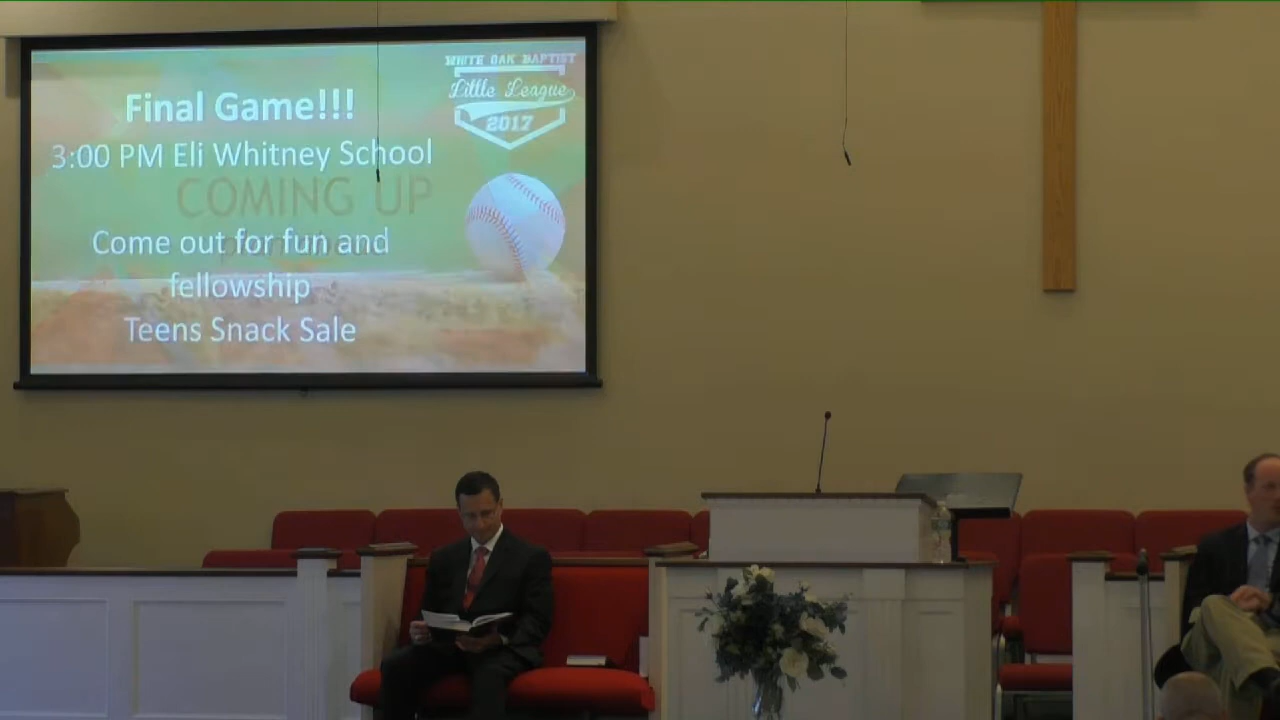 WHITE OAK BAPTIST
Little League
2017
Final Game!!!
3:00 PM Eli Whitney School
COMING UP
Come out for fun and
fellowship
Teens Snack Sale